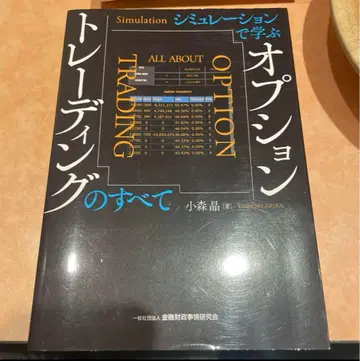 Simulation シミュレーションで学ぶ
オプション
トレーディングのすべて
ALL ABOUT
OPTION
TRADING
小森晶[著]
KOMORI AKIRA
一般社団法人 金融財政事情研究会